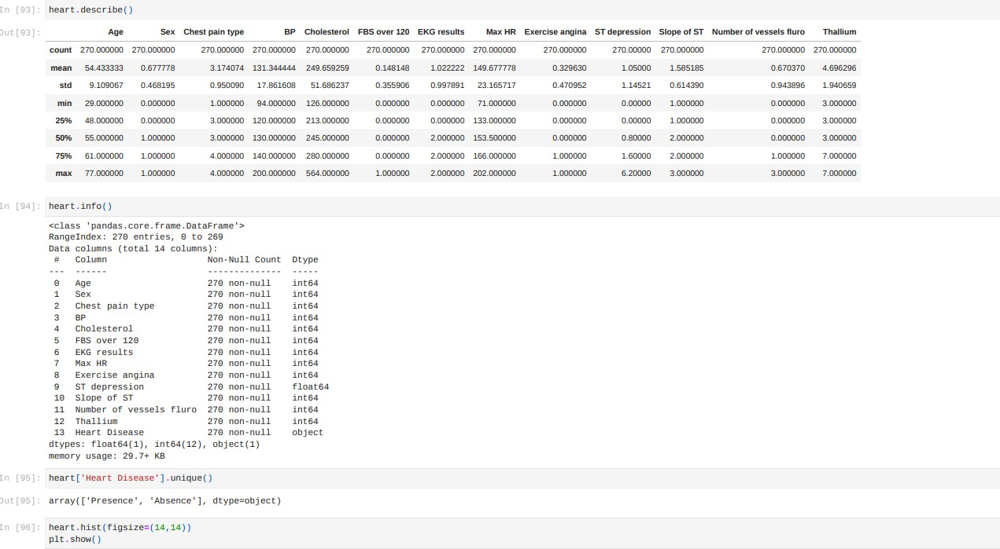 In [93]: heart.describe()
Out[93]:
Age Sex Chest pain type BP Cholesterol FBS over 120 EKG results Max HR Exercise angina ST depression Slope of ST Number of vessels fluro Thallium
count 270.000000 270.000000 270.000000 270.000000 270.000000 270.000000 270.000000 270.000000 270.000000 270.00000 270.000000 270.000000 270.000000
mean 54.433333 0.677778 3.174074 131.344444 249.659259 0.148148 1.022222 149.677778 0.329630 1.05000 1.585185 0.670370 4.696296
std 9.109067 0.468195 0.950090 17.861608 51.686237 0.355906 0.997891 23.165717 0.470952 1.14521 0.614390 0.943896 1.940659
min 29.000000 0.000000 1.000000 94.000000 126.000000 0.000000 0.000000 71.000000 0.000000 0.00000 1.000000 0.000000 3.000000
25% 48.000000 0.000000 3.000000 120.000000 213.000000 0.000000 0.000000 133.000000 0.000000 0.00000 1.000000 0.000000 3.000000
50% 55.000000 1.000000 3.000000 130.000000 245.000000 0.000000 2.000000 153.500000 0.000000 0.80000 2.000000 0.000000 3.000000
75% 61.000000 1.000000 4.000000 140.000000 280.000000 0.000000 2.000000 166.000000 1.000000 1.60000 2.000000 1.000000 7.000000
max 77.000000 1.000000 4.000000 200.000000 564.000000 1.000000 2.000000 202.000000 1.000000 6.20000 3.000000 3.000000 7.000000
In [94]: heart.info()
<class 'pandas.core.frame.DataFrame'>
RangeIndex: 270 entries, 0 to 269
Data columns (total 14 columns):
# Column Non-Null Count Dtype
--- ------ -------------- -----
0 Age 270 non-null int64
1 Sex 270 non-null int64
2 Chest pain type 270 non-null int64
3 BP 270 non-null int64
4 Cholesterol 270 non-null int64
5 FBS over 120 270 non-null int64
6 EKG results 270 non-null int64
7 Max HR 270 non-null int64
8 Exercise angina 270 non-null int64
9 ST depression 270 non-null float64
10 Slope of ST 270 non-null int64
11 Number of vessels fluro 270 non-null int64
12 Thallium 270 non-null int64
13 Heart Disease 270 non-null object
dtypes: float64(1), int64(12), object(1)
memory usage: 29.7+ KB
In [95]: heart['Heart Disease'].unique()
Out[95]: array(['Presence', 'Absence'], dtype=object)
In [96]: heart.hist(figsize=(14,14))
plt.show()